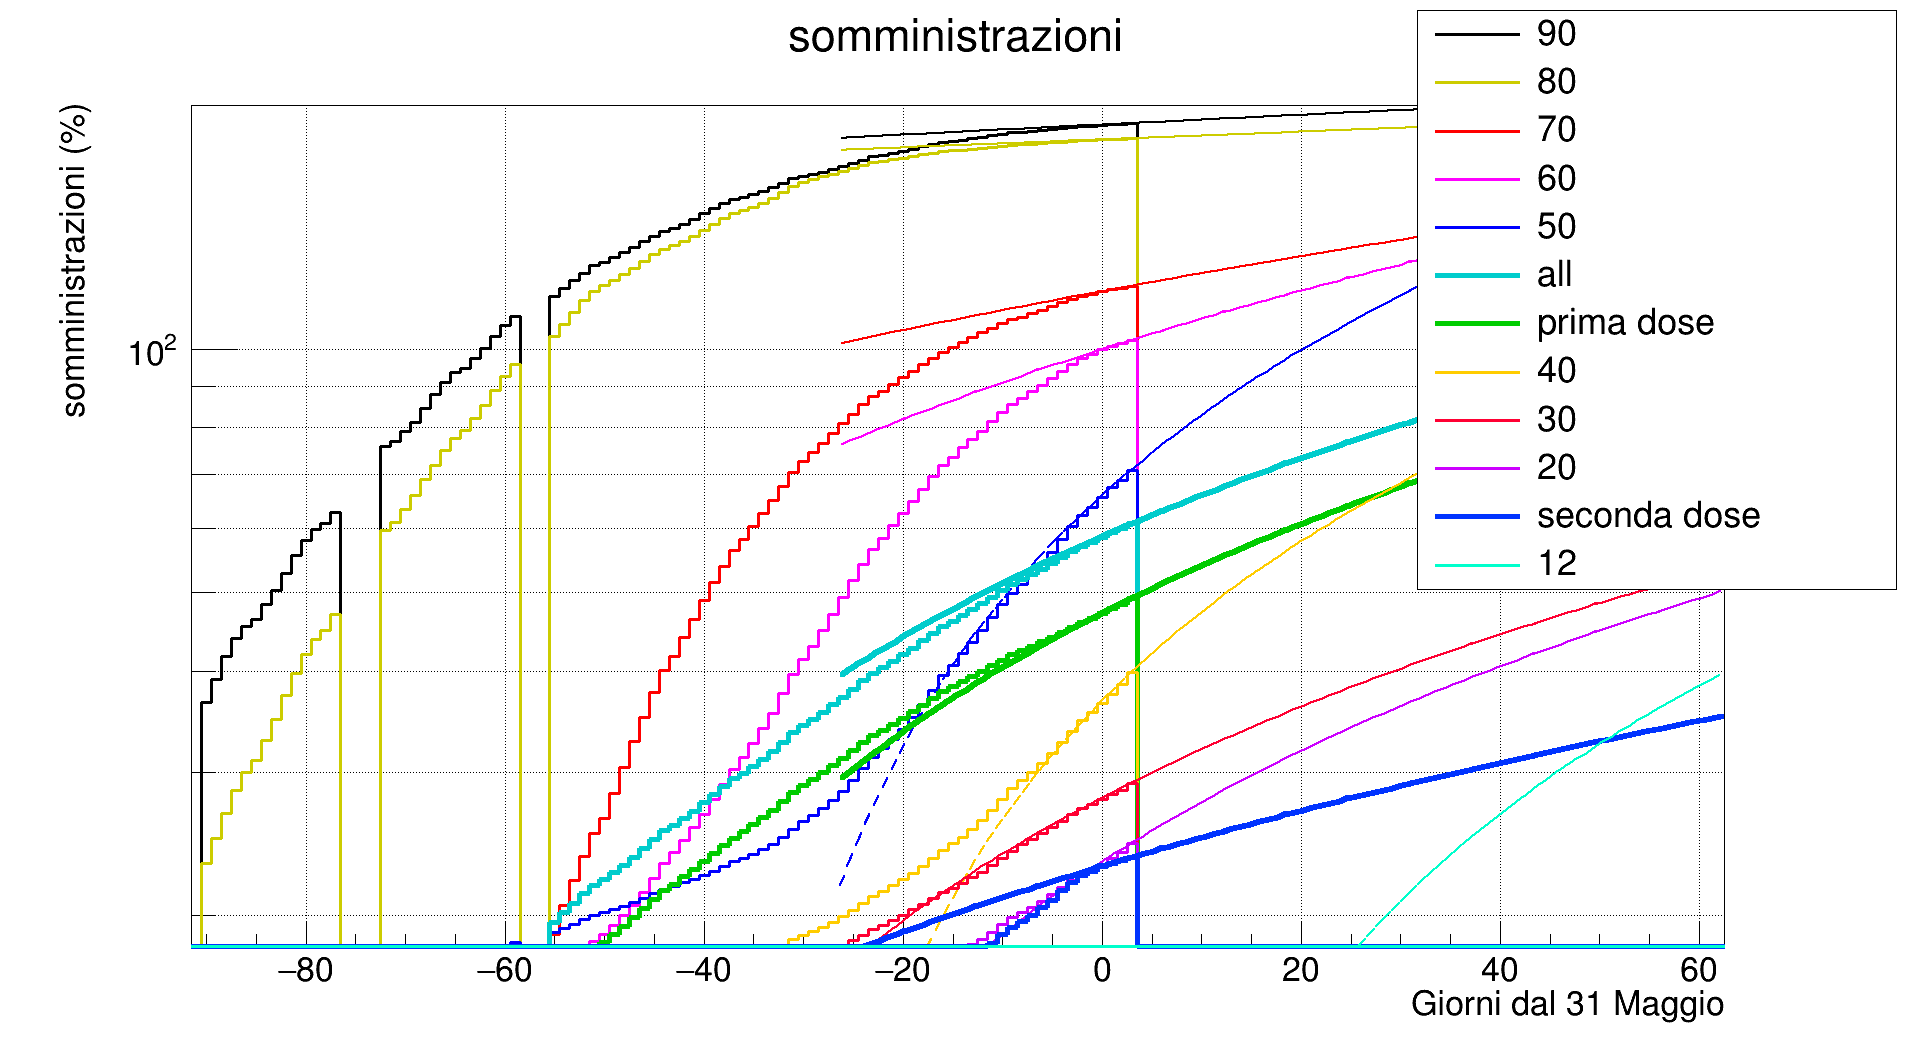 somministrazioni
somministrazioni (%)
10²
−80 −60 −40 −20 0 20 40 60
Giorni dal 31 Maggio
90
80
70
60
50
all
prima dose
40
30
20
seconda dose
12